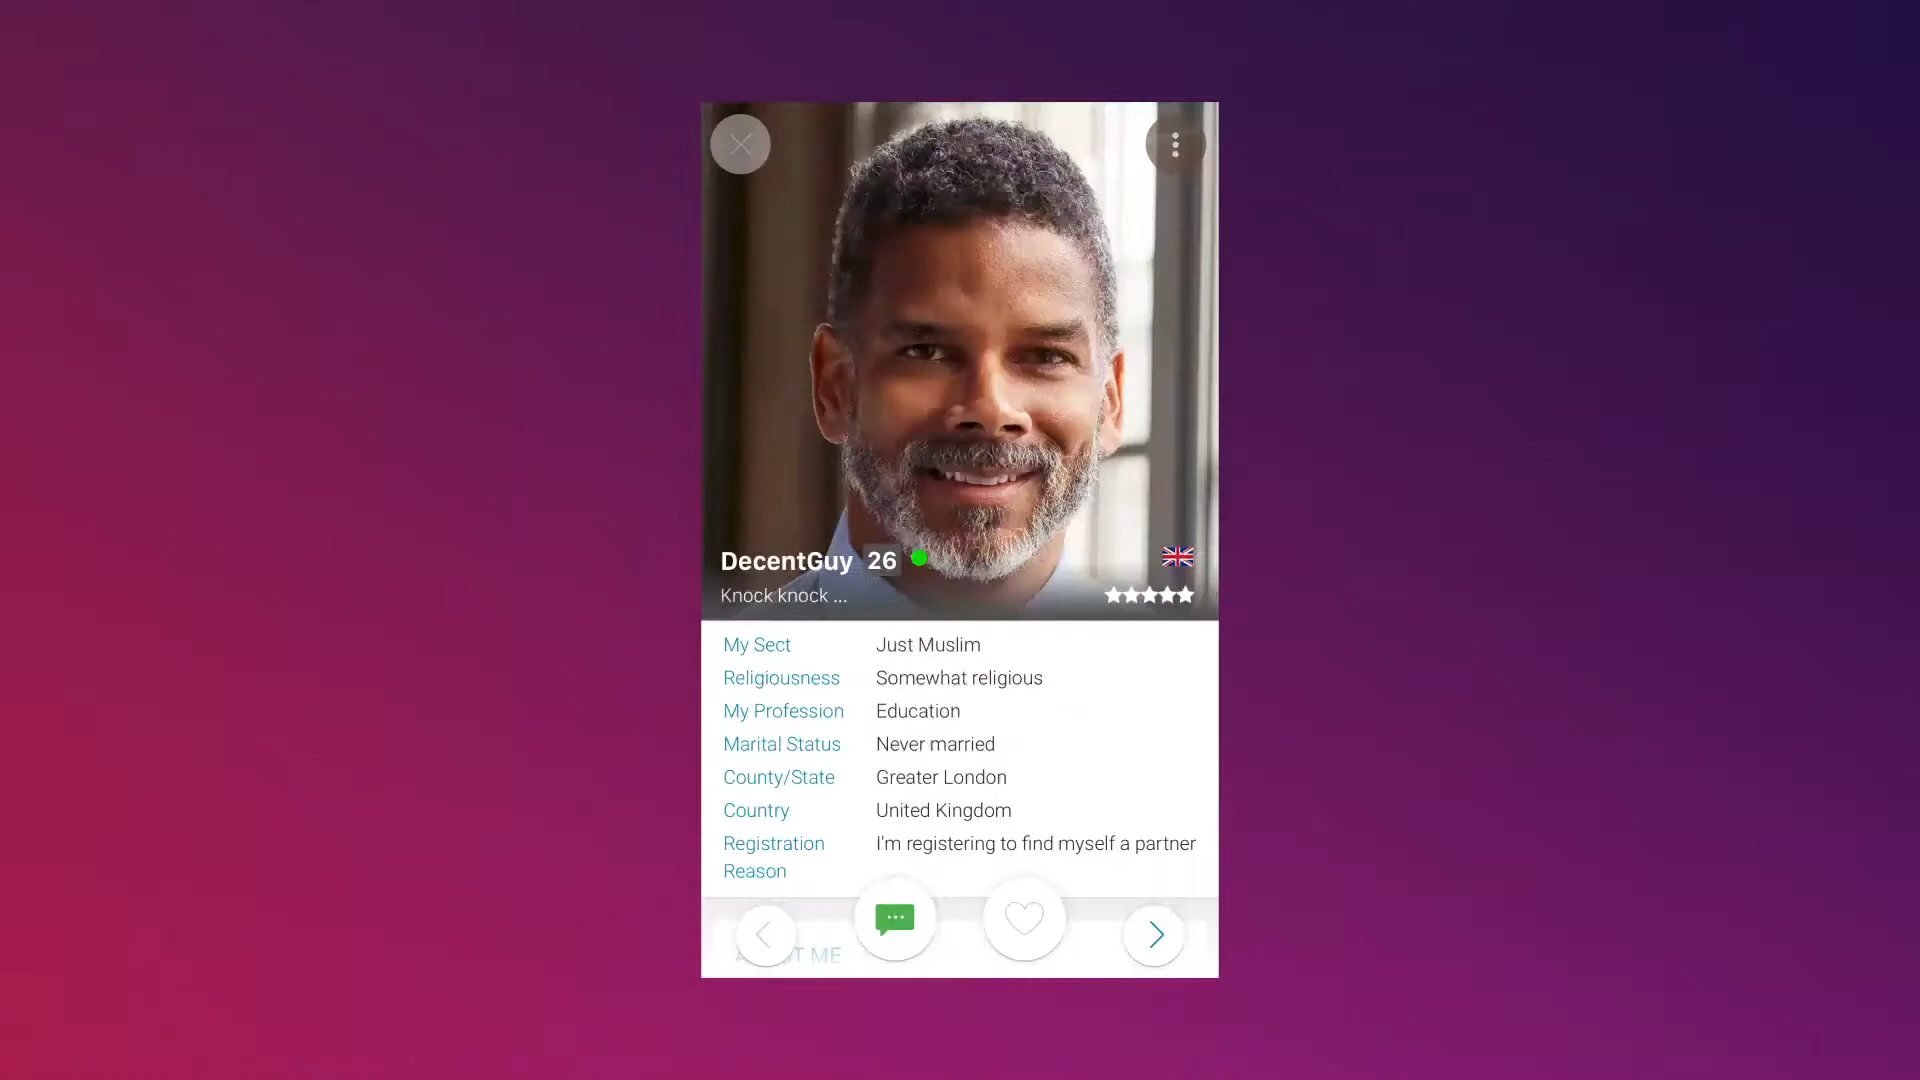 DecentGuy 26
Knock knock ...
My Sect Just Muslim
Religiousness Somewhat religious
My Profession Education
Marital Status Never married
County/State Greater London
Country United Kingdom
Registration Reason I'm registering to find myself a partner
T ME